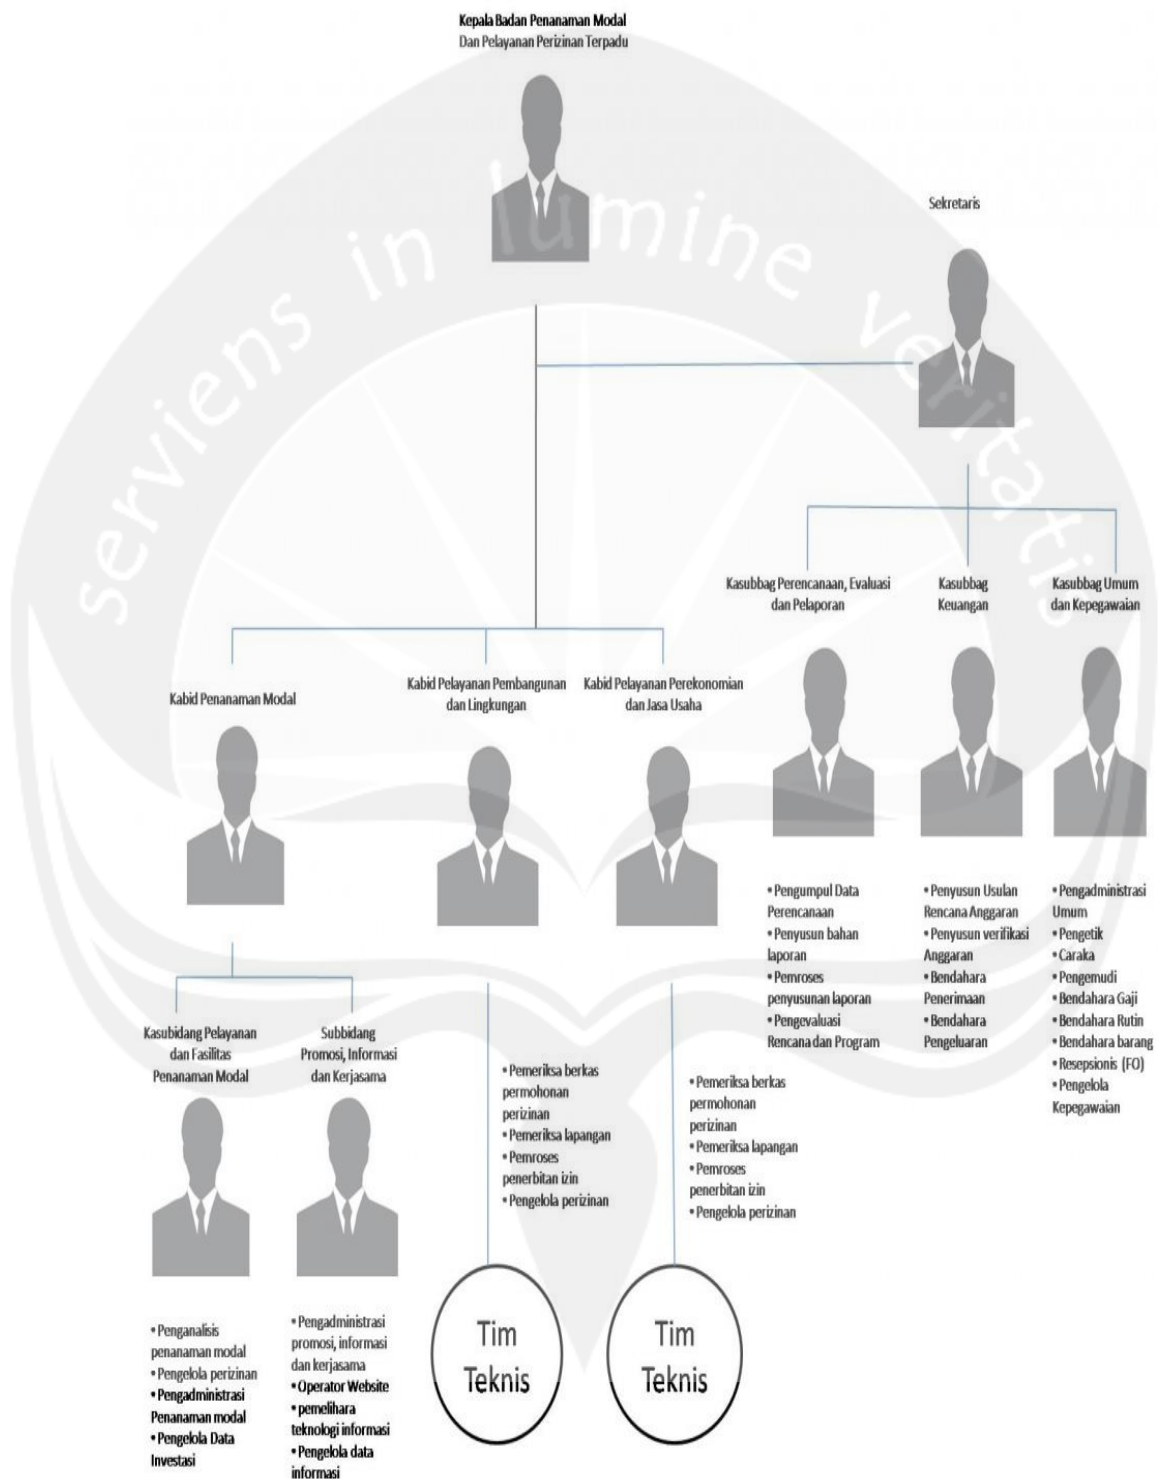 Kepala Badan Penanaman Modal
Dan Pelayanan Perizinan Terpadu
serviens in lumine veritatis
Sekretaris
Kasubbag Perencanaan, Evaluasi
dan Pelaporan
Kasubbag
Keuangan
Kasubbag Umum
dan Kepegawaian
Kabid Penanaman Modal
Kabid Pelayanan Pembangunan
dan Lingkungan
Kabid Pelayanan Perekonomian
dan Jasa Usaha
• Pengumpul Data
Perencanaan
• Penyusun bahan
laporan
• Pemroses
penyusunan laporan
• Pengevaluasi
Rencana dan Program
• Penyusun Usulan
Rencana Anggaran
• Penyusun verifikasi
Anggaran
• Bendahara
Penerimaan
• Bendahara
Pengeluaran
• Pengadministrasi
Umum
• Pengetik
• Caraka
• Pengemudi
• Bendahara Gaji
• Bendahara Rutin
• Bendahara barang
• Resepsionis (FO)
• Pengelola
Kepegawaian
Kasubidang Pelayanan
dan Fasilitas
Penanaman Modal
Subbidang
Promosi, Informasi
dan Kerjasama
• Pemeriksa berkas
permohonan
perizinan
• Pemeriksa lapangan
• Pemroses
penerbitan izin
• Pengelola perizinan
• Pemeriksa berkas
permohonan
perizinan
• Pemeriksa lapangan
• Pemroses
penerbitan izin
• Pengelola perizinan
• Penganalisis
penanaman modal
• Pengelola perizinan
• Pengadministrasi
Penanaman modal
• Pengelola Data
Investasi
• Pengadministrasi
promosi, informasi
dan kerjasama
• Operator Website
• pemelihara
teknologi informasi
• Pengelola data
informasi
Tim
Teknis
Tim
Teknis